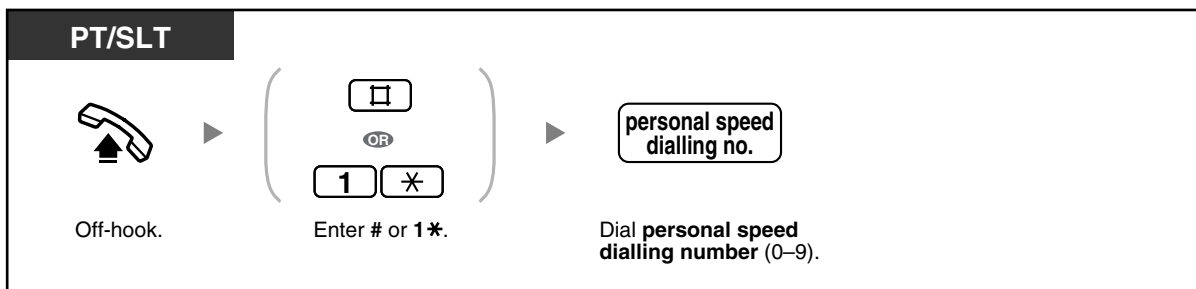 PT/SLT
#
OR
personal speed
dialling no.
1 *
Off-hook.
Enter # or 1*.
Dial personal speed
dialling number (0–9).